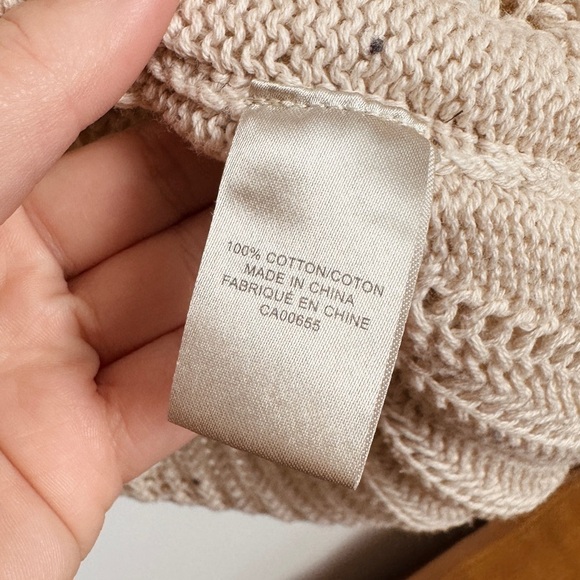 100% COTTON/COTON
MADE IN CHINA
FABRIQUÉ EN CHINE
CA00655